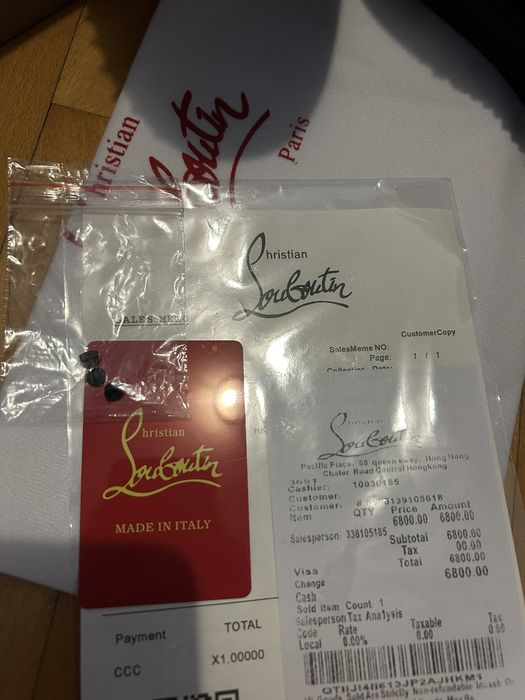 Christian
Louboutin
Paris
Christian
Louboutin
SALES MEMO
CustomerCopy
SalesMeme NO:
Page: 1 / 1
Christian
Louboutin
MADE IN ITALY
Payment TOTAL
CCC X1.00000
Louboutin
Pacific Place, 88 queen sway, Hong Hong
Chater Road Central Hongkong
3691
Cashier: 10030185
Customer:
Customer:
Item QTY Price Amount
6800.00 6800.00
Salesperson: 338105185 Subtotal 6800.00
Tax 00.00
Total 6800.00
Visa 6800.00
Change
Cash
Sold item Count: 1
Salesperson Tax Analysis
Code Rate Taxable Tax
Local 0.00% 0.00 0.00